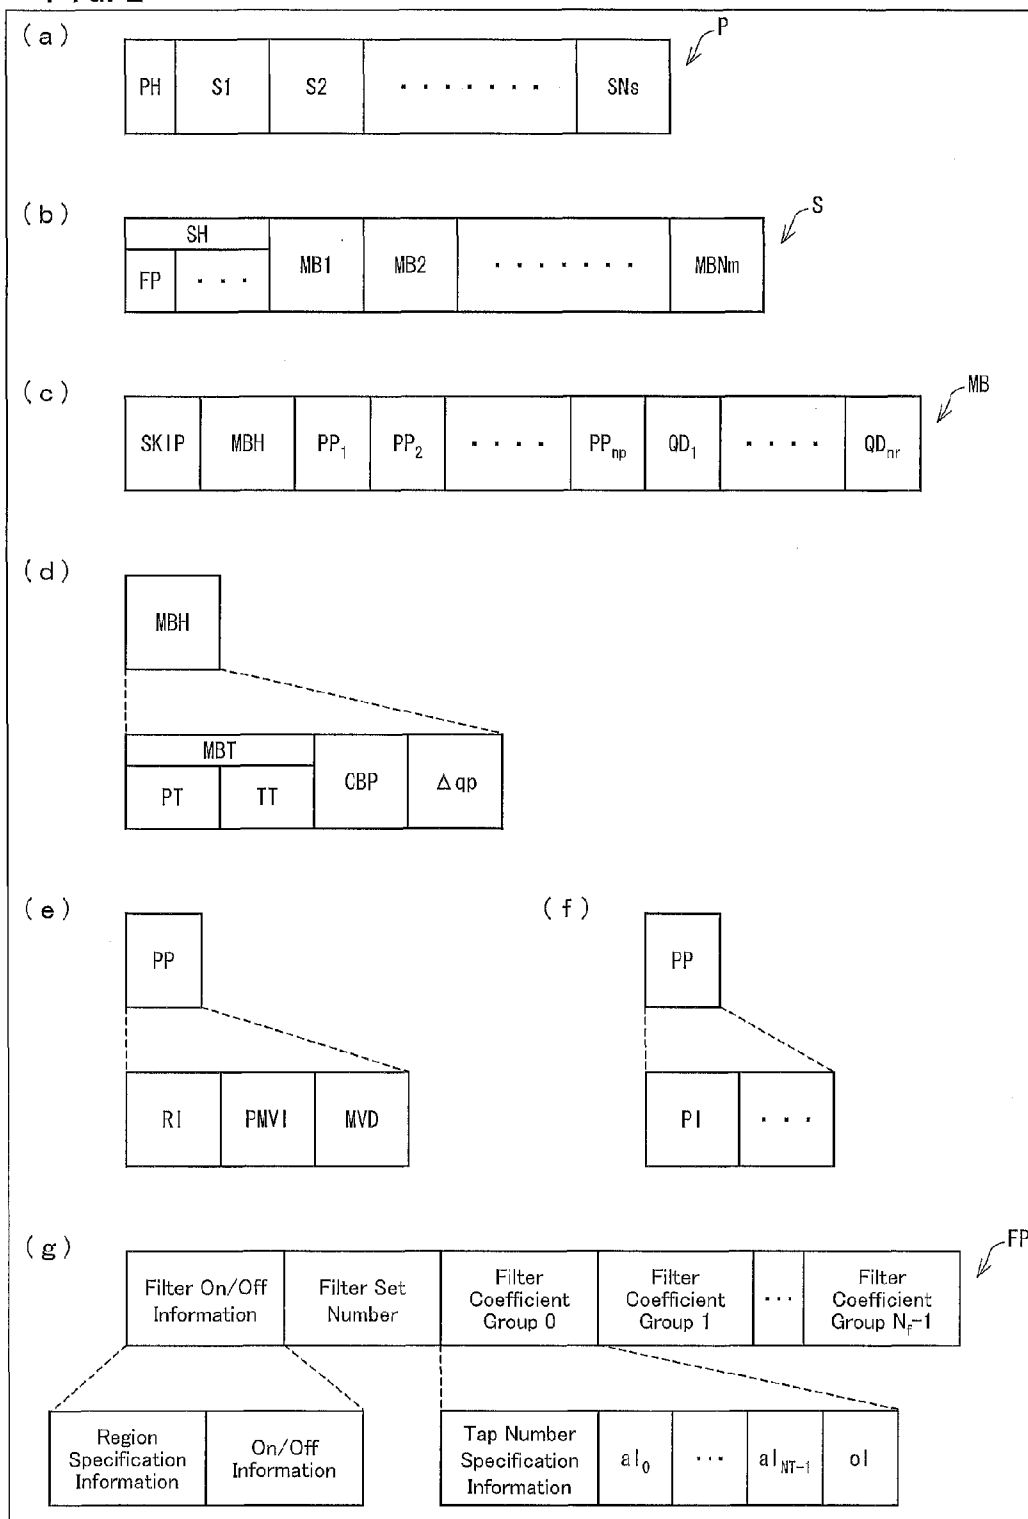 (a)
P
PH S1 S2 ······· SNs
(b)
S
SH
FP ··· MB1 MB2 ······· MBNm
(c)
MB
SKIP MBH PP1 PP2 ···· PPnp QD1 ···· QDnr
(d)
MBH
MBT
PT TT CBP Δqp
(e)
PP
RI PMVI MVD
(f)
PP
PI ···
(g)
FP
Filter On/Off
Information
Filter Set
Number
Filter
Coefficient
Group 0
Filter
Coefficient
Group 1
···
Filter
Coefficient
Group Nf-1
Region
Specification
Information
On/Off
Information
Tap Number
Specification
Information
aI0 ··· aINT-1 oI